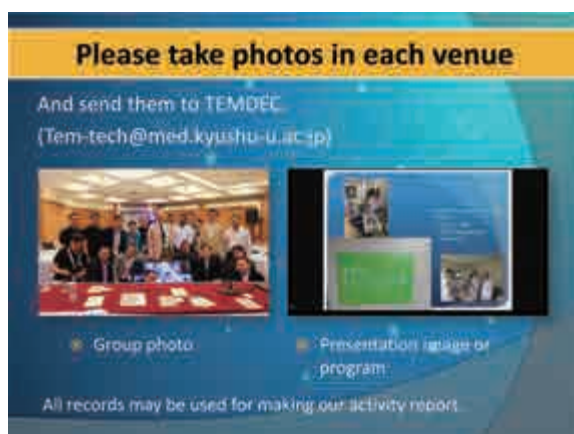 Please take photos in each venue
And send them to TEMDEC.
(Tem-tech@med.kyushu-u.ac.jp)
Group photo
Presentation image or
program
All records may be used for making our activity report.